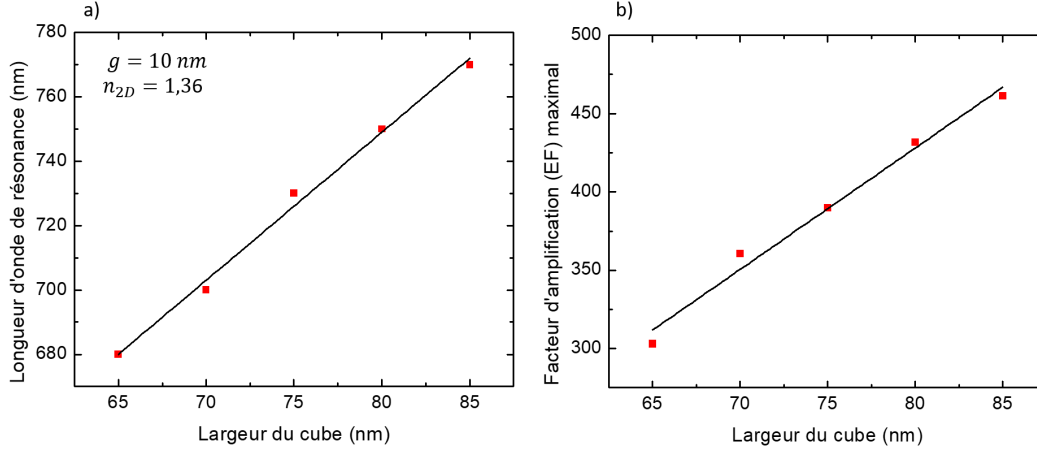 a)
780
760
740
720
700
680
Longueur d'onde de résonance (nm)
g = 10 nm
n2D = 1,36
65 70 75 80 85
Largeur du cube (nm)
b)
500
450
400
350
300
Facteur d'amplification (EF) maximal
65 70 75 80 85
Largeur du cube (nm)